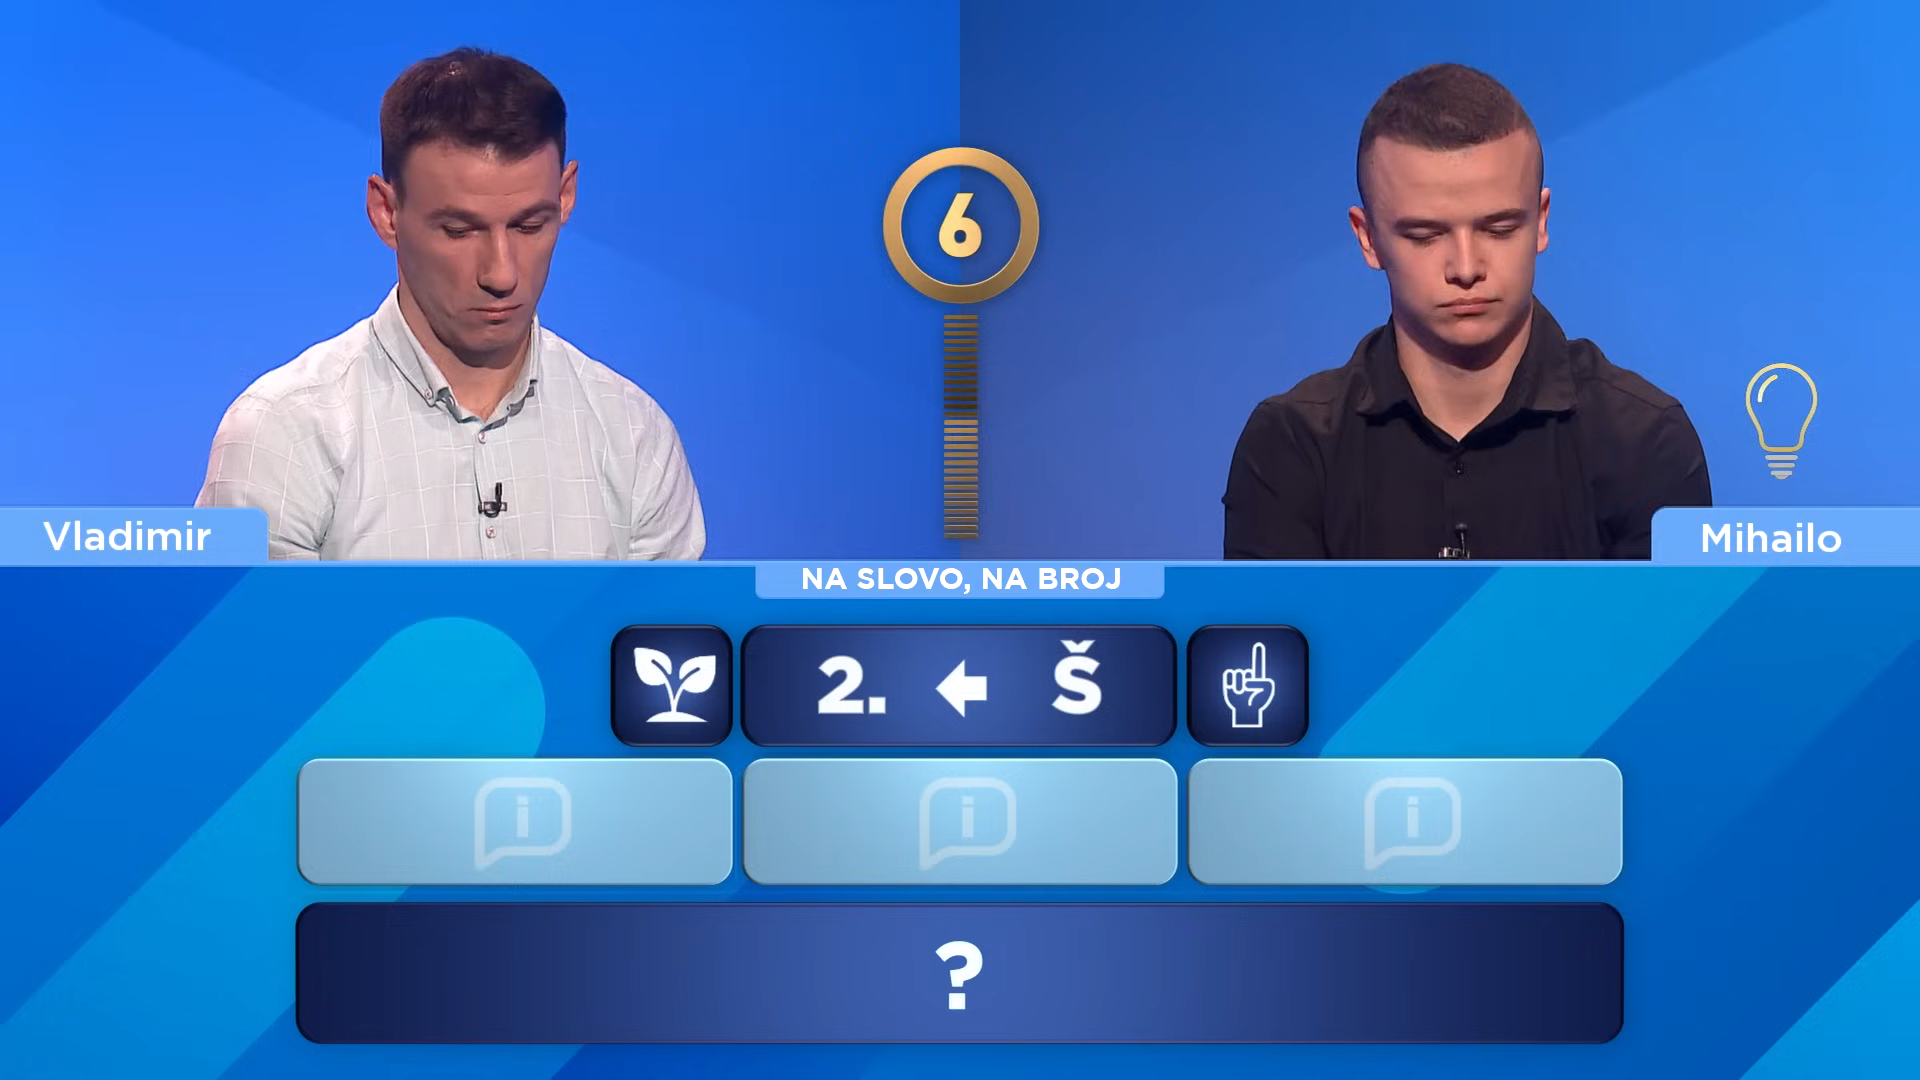 6
Vladimir
Mihailo
NA SLOVO, NA BROJ
2. ← Š
i i i
?